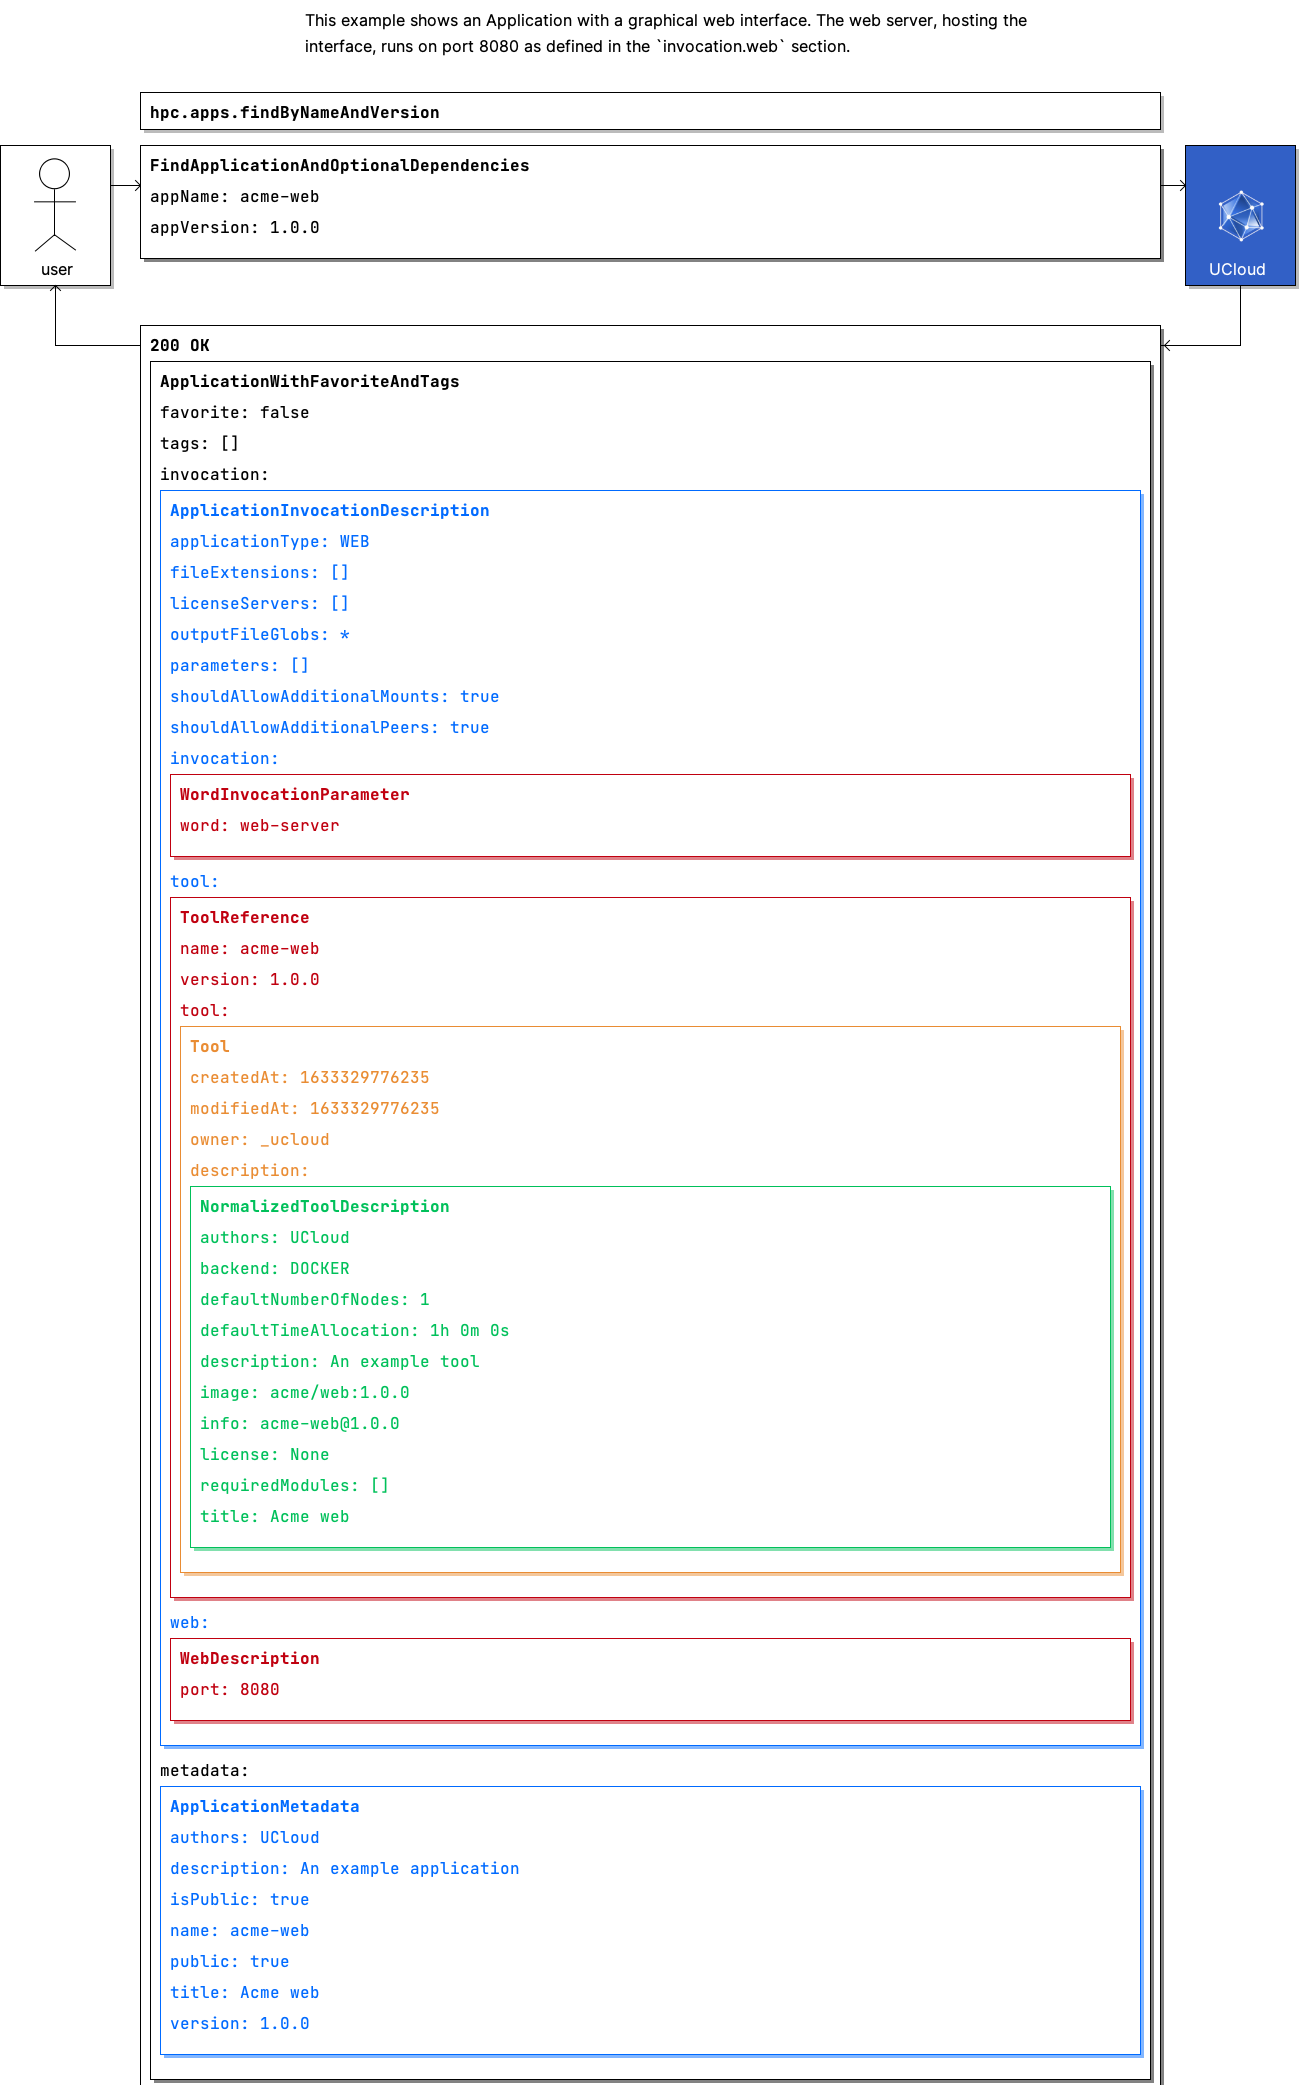 This example shows an Application with a graphical web interface. The web server, hosting the
interface, runs on port 8080 as defined in the `invocation.web` section.
hpc.apps.findByNameAndVersion
FindApplicationAndOptionalDependencies
appName: acme-web
appVersion: 1.0.0
user
UCloud
200 OK
ApplicationWithFavoriteAndTags
favorite: false
tags: []
invocation:
ApplicationInvocationDescription
applicationType: WEB
fileExtensions: []
licenseServers: []
outputFileGlobs: *
parameters: []
shouldAllowAdditionalMounts: true
shouldAllowAdditionalPeers: true
invocation:
WordInvocationParameter
word: web-server
tool:
ToolReference
name: acme-web
version: 1.0.0
tool:
Tool
createdAt: 1633329776235
modifiedAt: 1633329776235
owner: _ucloud
description:
NormalizedToolDescription
authors: UCloud
backend: DOCKER
defaultNumberOfNodes: 1
defaultTimeAllocation: 1h 0m 0s
description: An example tool
image: acme/web:1.0.0
info: acme-web@1.0.0
license: None
requiredModules: []
title: Acme web
web:
WebDescription
port: 8080
metadata:
ApplicationMetadata
authors: UCloud
description: An example application
isPublic: true
name: acme-web
public: true
title: Acme web
version: 1.0.0